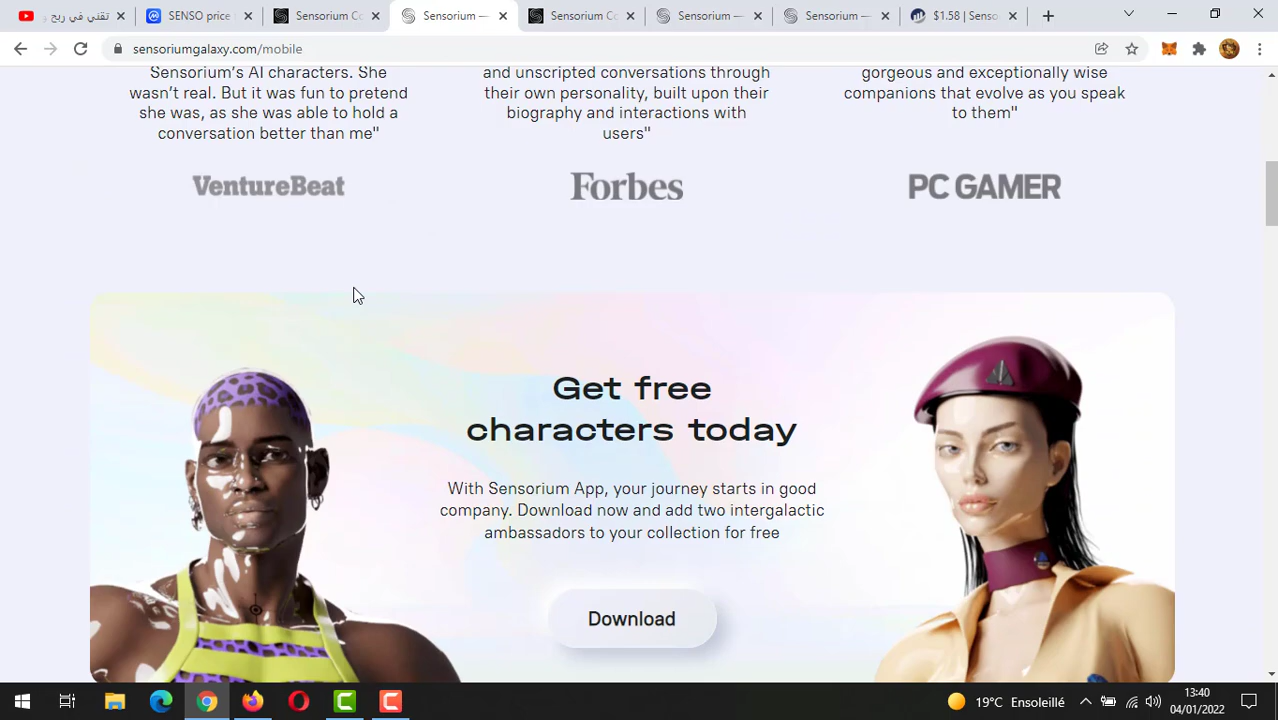 تقني في ربح و
SENSO price
Sensorium Co
Sensorium —
Sensorium Co
Sensorium —
Sensorium —
$1.58 | Senso
sensoriumgalaxy.com/mobile
Sensorium's AI characters. She
wasn't real. But it was fun to pretend
she was, as she was able to hold a
conversation better than me"
VentureBeat
and unscripted conversations through
their own personality, built upon their
biography and interactions with
users"
Forbes
gorgeous and exceptionally wise
companions that evolve as you speak
to them"
PC GAMER
Get free
characters today
With Sensorium App, your journey starts in good
company. Download now and add two intergalactic
ambassadors to your collection for free
Download
19°C Ensoleillé
13:40
04/01/2022